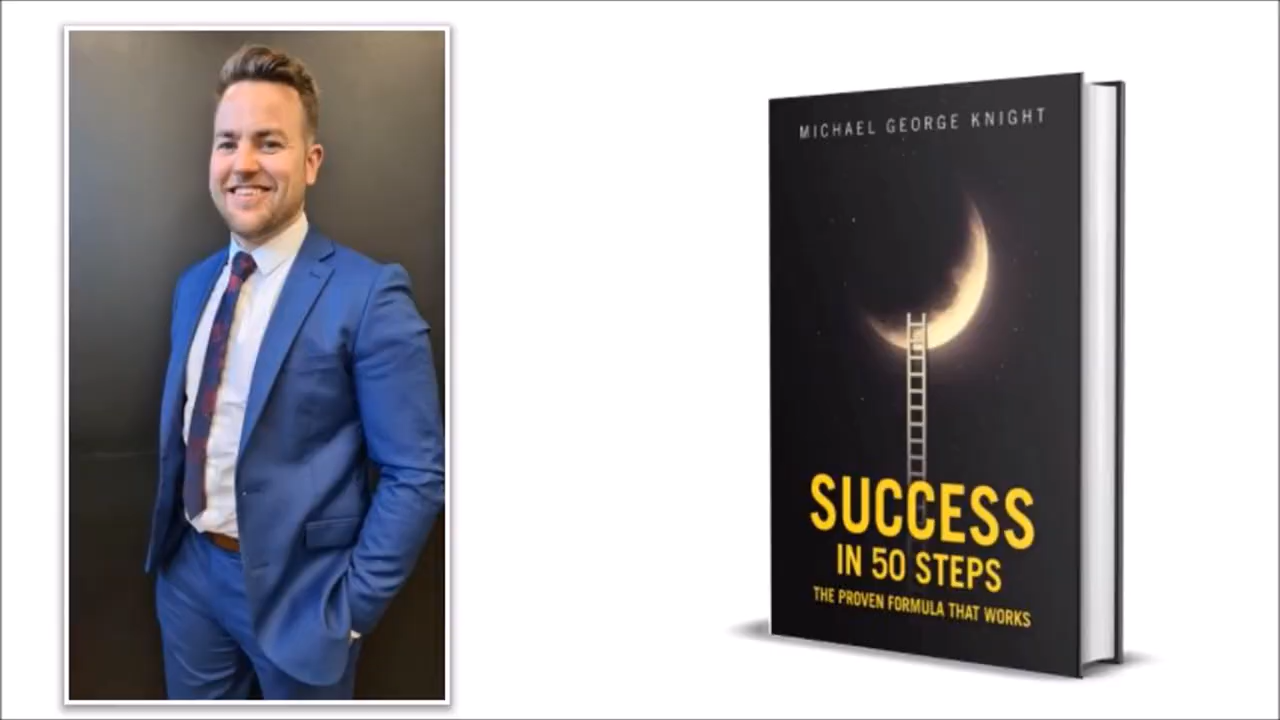 MICHAEL GEORGE KNIGHT
SUCCESS
IN 50 STEPS
THE PROVEN FORMULA THAT WORKS